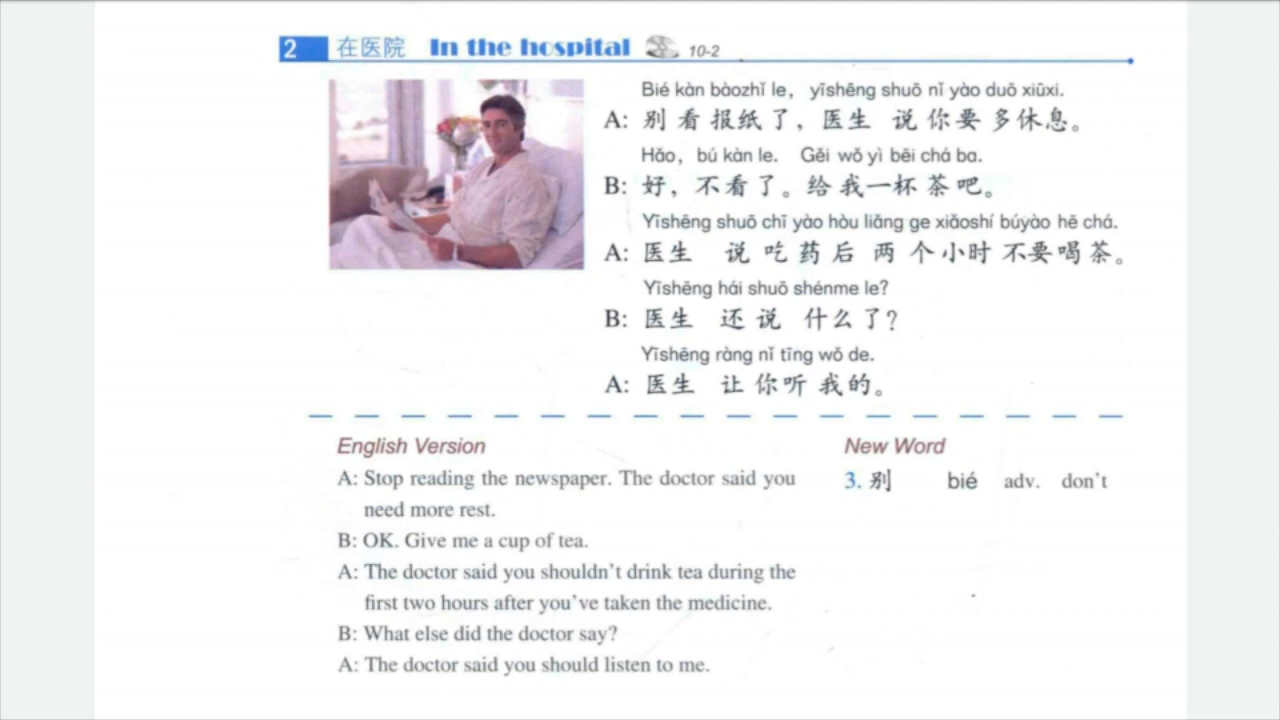 2 在医院 In the hospital 10-2
Bié kàn bàozhǐ le, yīshēng shuō nǐ yào duō xiūxi.
A: 别看报纸了，医生说你要多休息。
Hǎo, bú kàn le. Gěi wǒ yì bēi chá ba.
B: 好，不看了。给我一杯茶吧。
Yīshēng shuō chī yào hòu liǎng ge xiǎoshí búyào hē chá.
A: 医生说吃药后两个小时不要喝茶。
Yīshēng hái shuō shénme le?
B: 医生还说什么了？
Yīshēng ràng nǐ tīng wǒ de.
A: 医生让你听我的。
English Version
A: Stop reading the newspaper. The doctor said you
need more rest.
B: OK. Give me a cup of tea.
A: The doctor said you shouldn't drink tea during the
first two hours after you've taken the medicine.
B: What else did the doctor say?
A: The doctor said you should listen to me.
New Word
3. 别 bié adv. don't